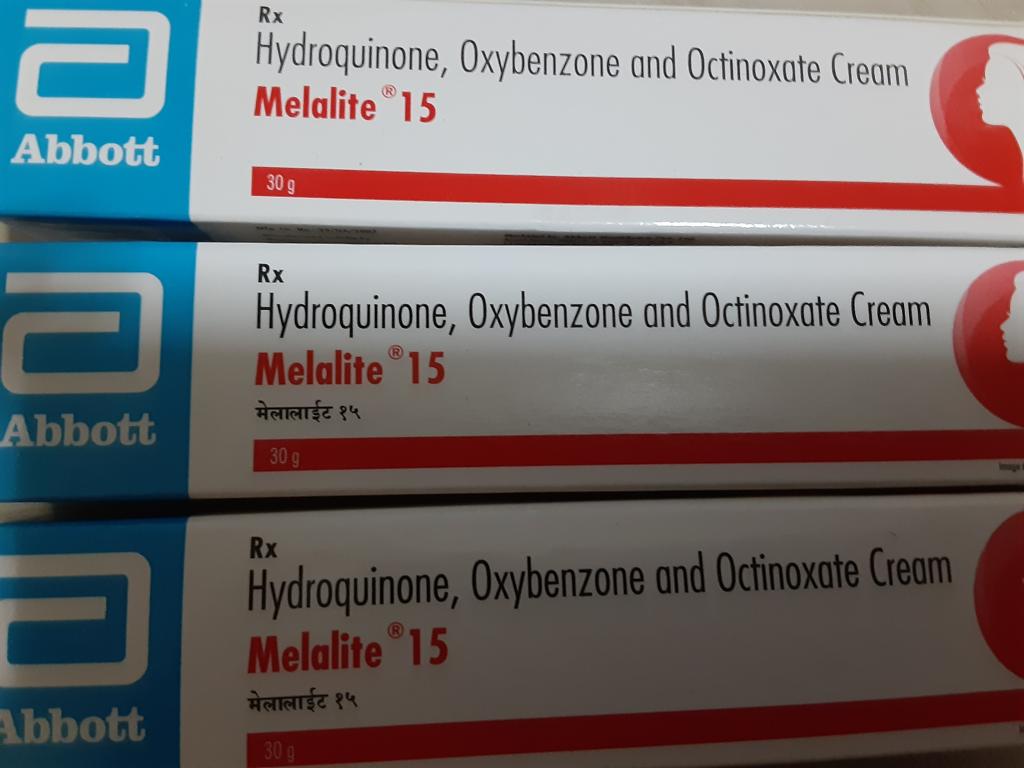 Abbott
Rx
Hydroquinone, Oxybenzone and Octinoxate Cream
Melalite® 15
30 g
Abbott
Rx
Hydroquinone, Oxybenzone and Octinoxate Cream
Melalite® 15
मेलालाईट १५
30 g
Image
Abbott
Rx
Hydroquinone, Oxybenzone and Octinoxate Cream
Melalite® 15
मेलालाईट १५
30 g